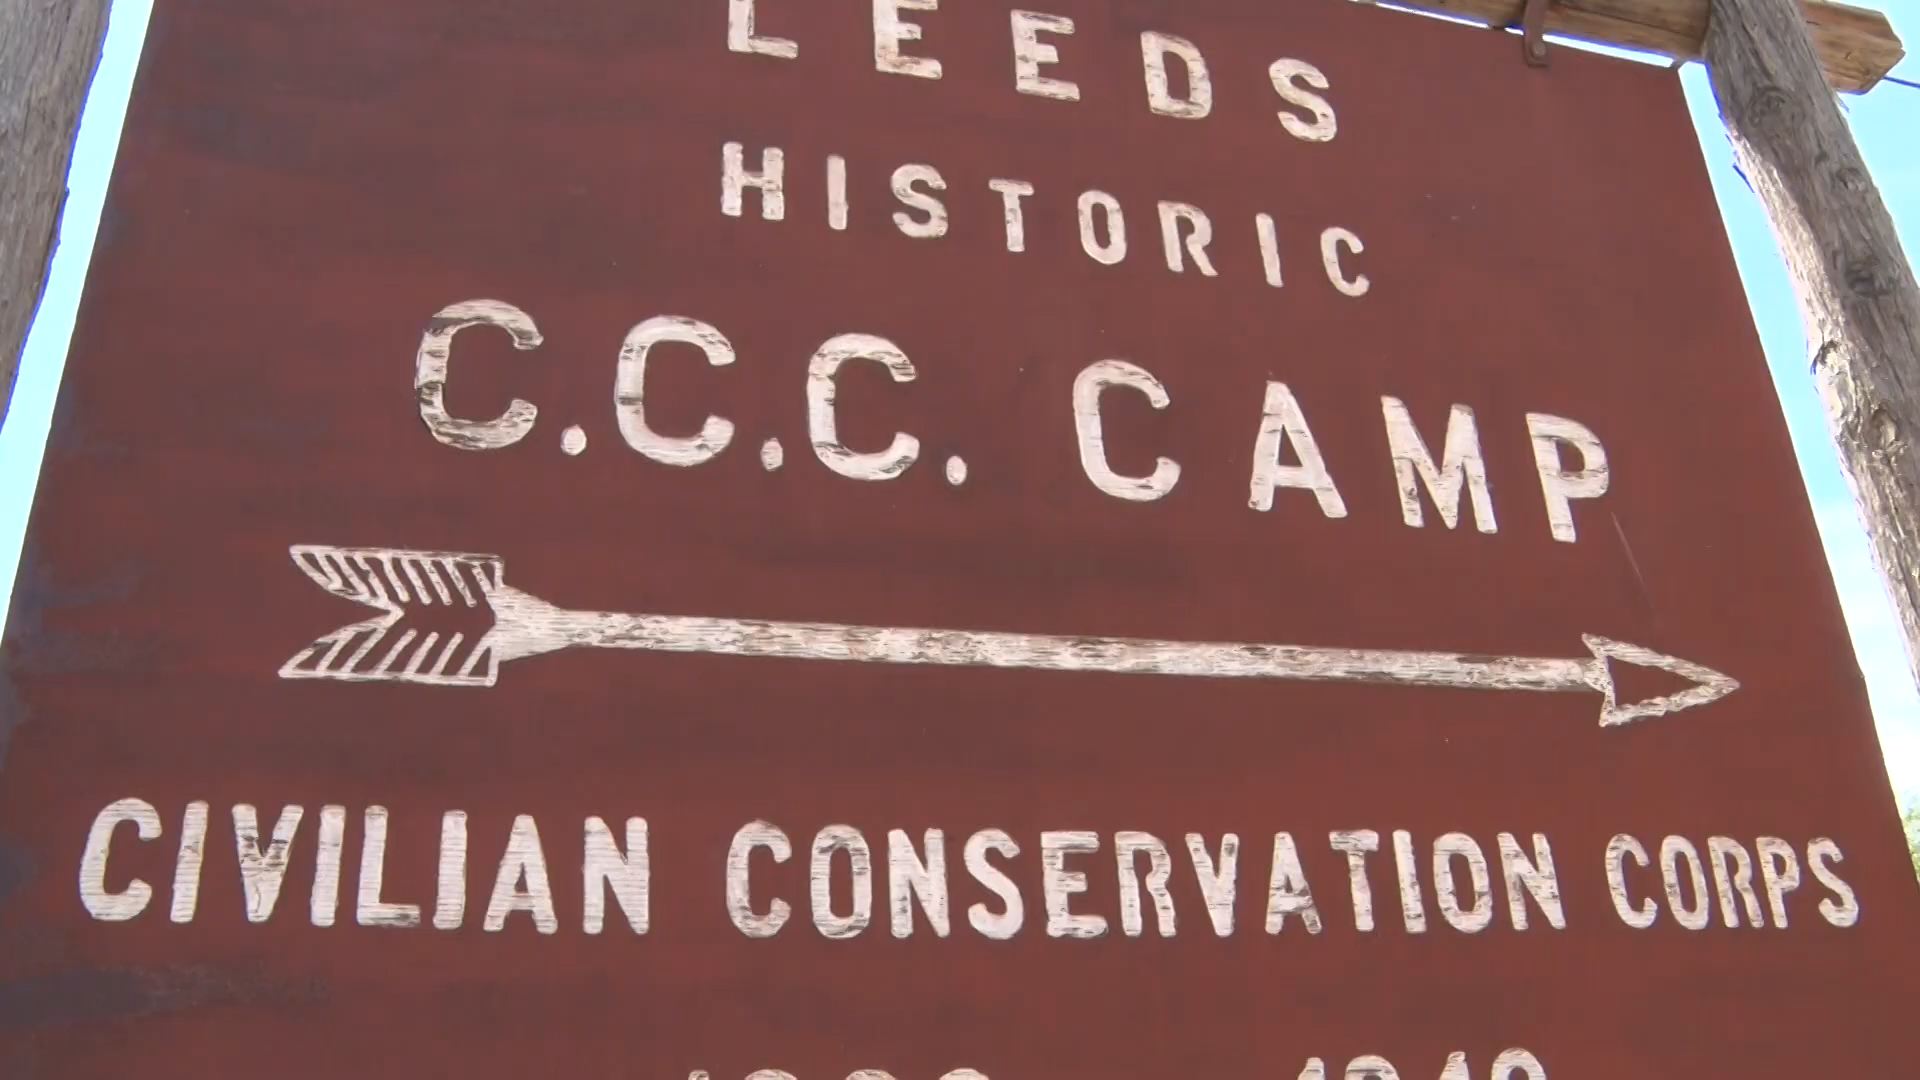 LEEDS
HISTORIC
C.C.C. CAMP
CIVILIAN CONSERVATION CORPS